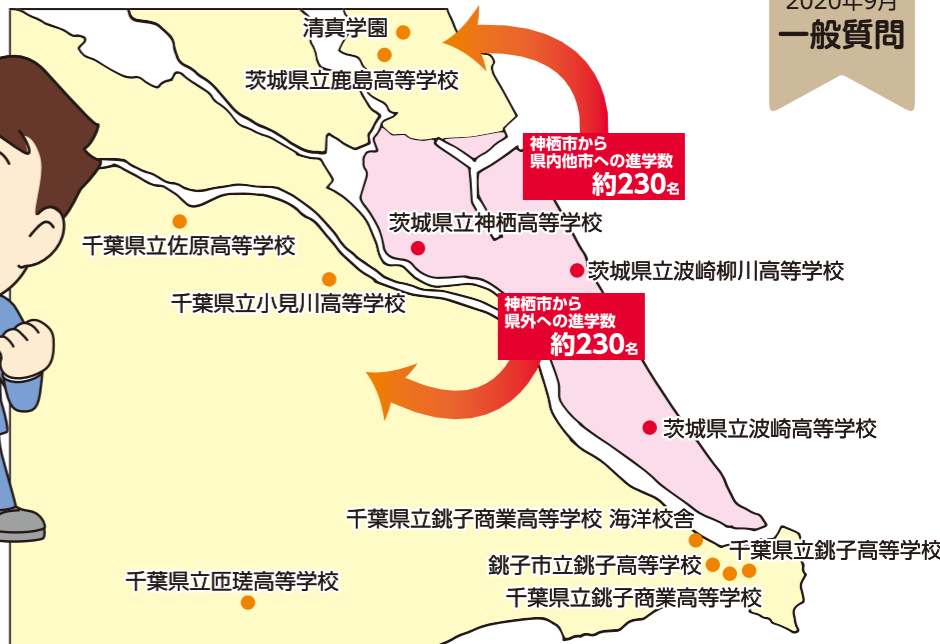 2020年9月
一般質問
清真学園
茨城県立鹿島高等学校
神栖市から
県内他市への進学数
約230名
茨城県立神栖高等学校
千葉県立佐原高等学校
茨城県立波崎柳川高等学校
千葉県立小見川高等学校
神栖市から
県外への進学数
約230名
茨城県立波崎高等学校
千葉県立銚子商業高等学校 海洋校舎
千葉県立銚子高等学校
銚子市立銚子高等学校
千葉県立匝瑳高等学校
千葉県立銚子商業高等学校